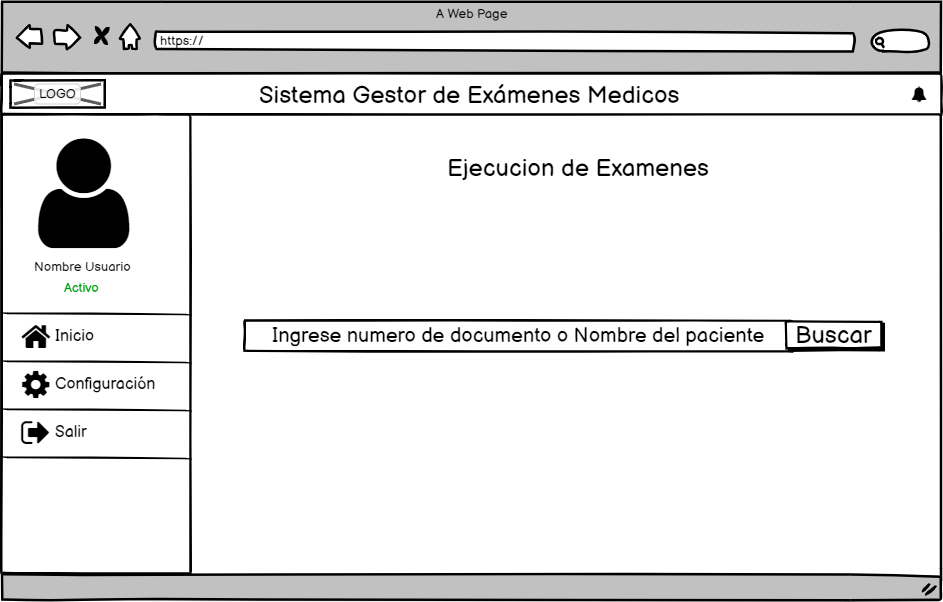 A Web Page
https://
LOGO
Sistema Gestor de Exámenes Medicos
Nombre Usuario
Activo
Inicio
Configuración
Salir
Ejecucion de Examenes
Ingrese numero de documento o Nombre del paciente
Buscar